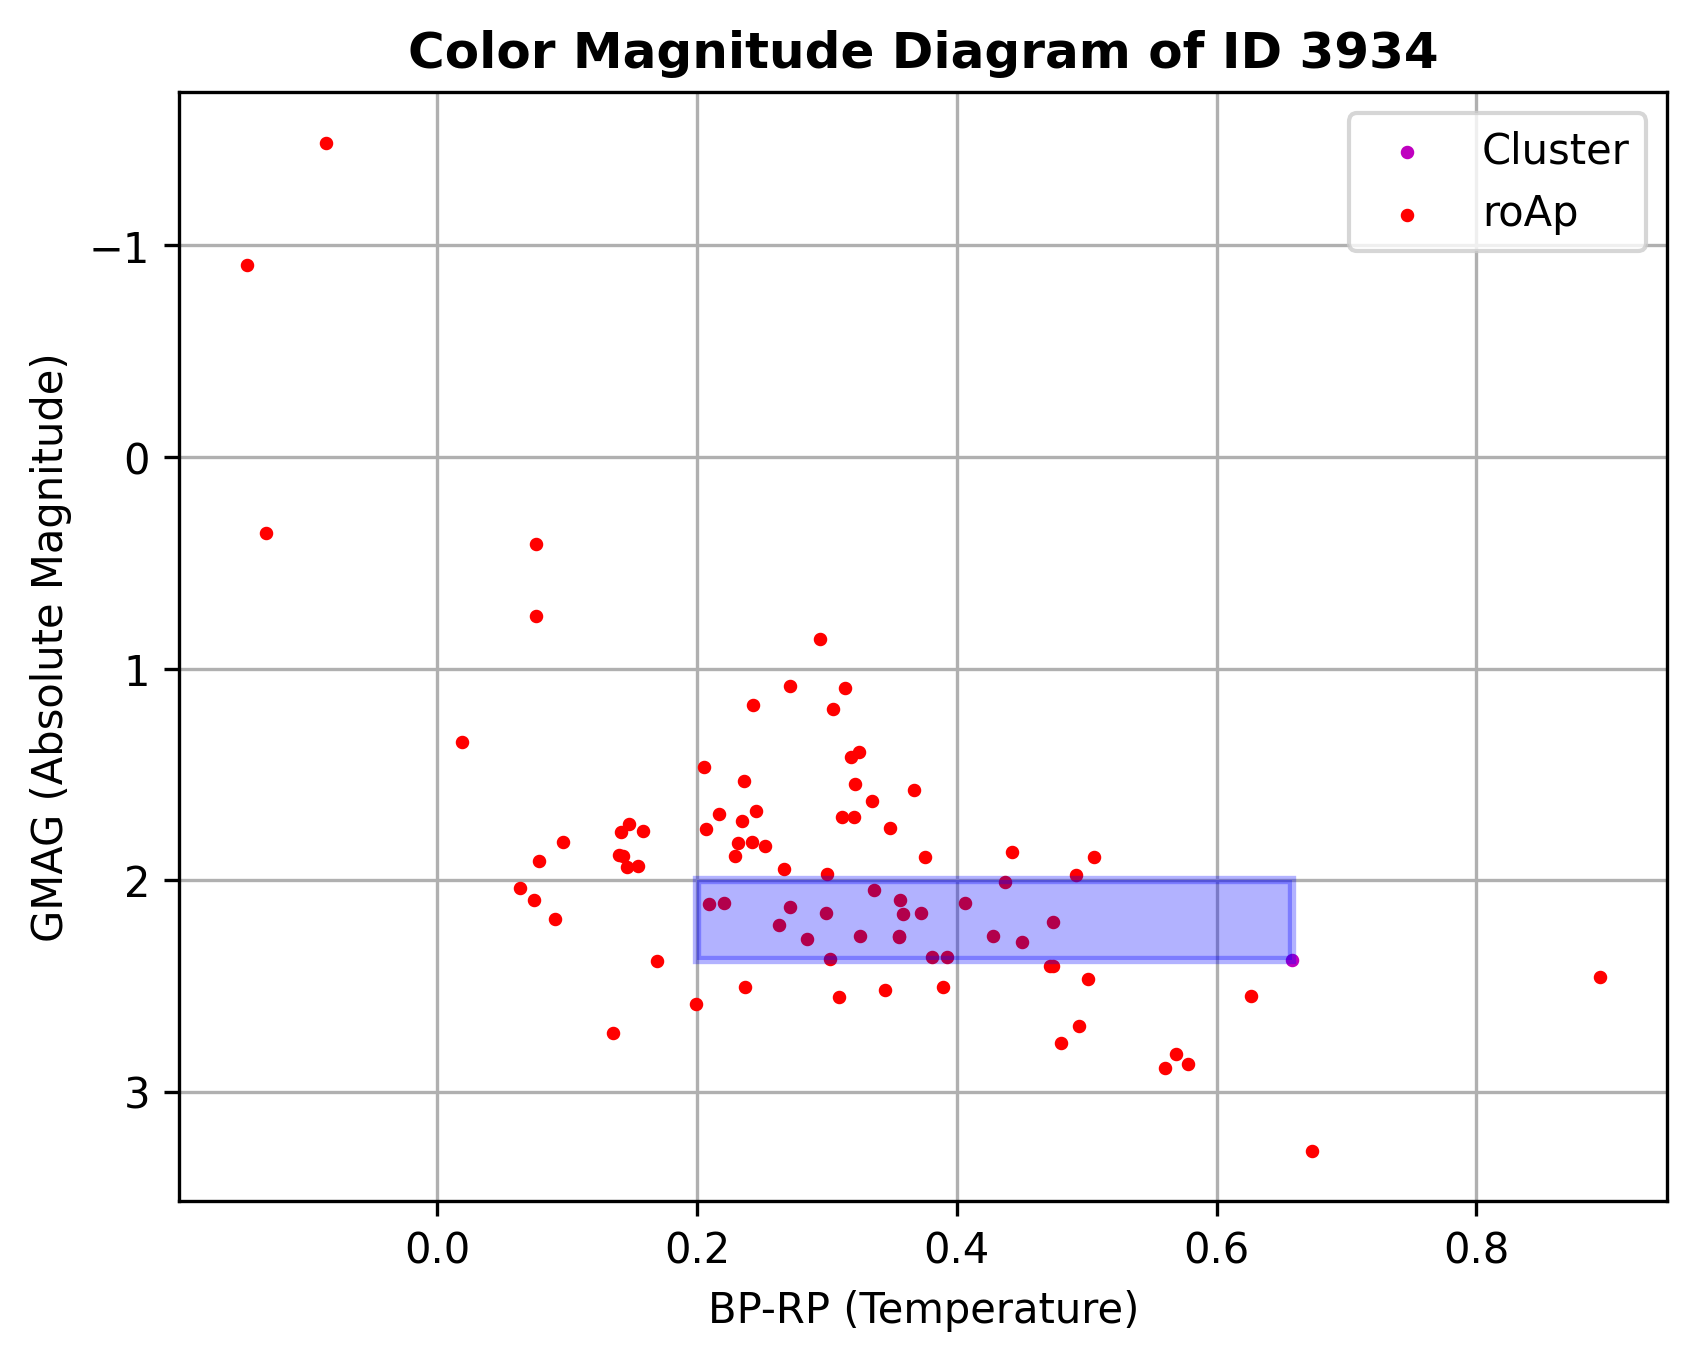 Color Magnitude Diagram of ID 3934
Cluster
roAp
GMAG (Absolute Magnitude)
−1
0
1
2
3
0.0 0.2 0.4 0.6 0.8
BP-RP (Temperature)